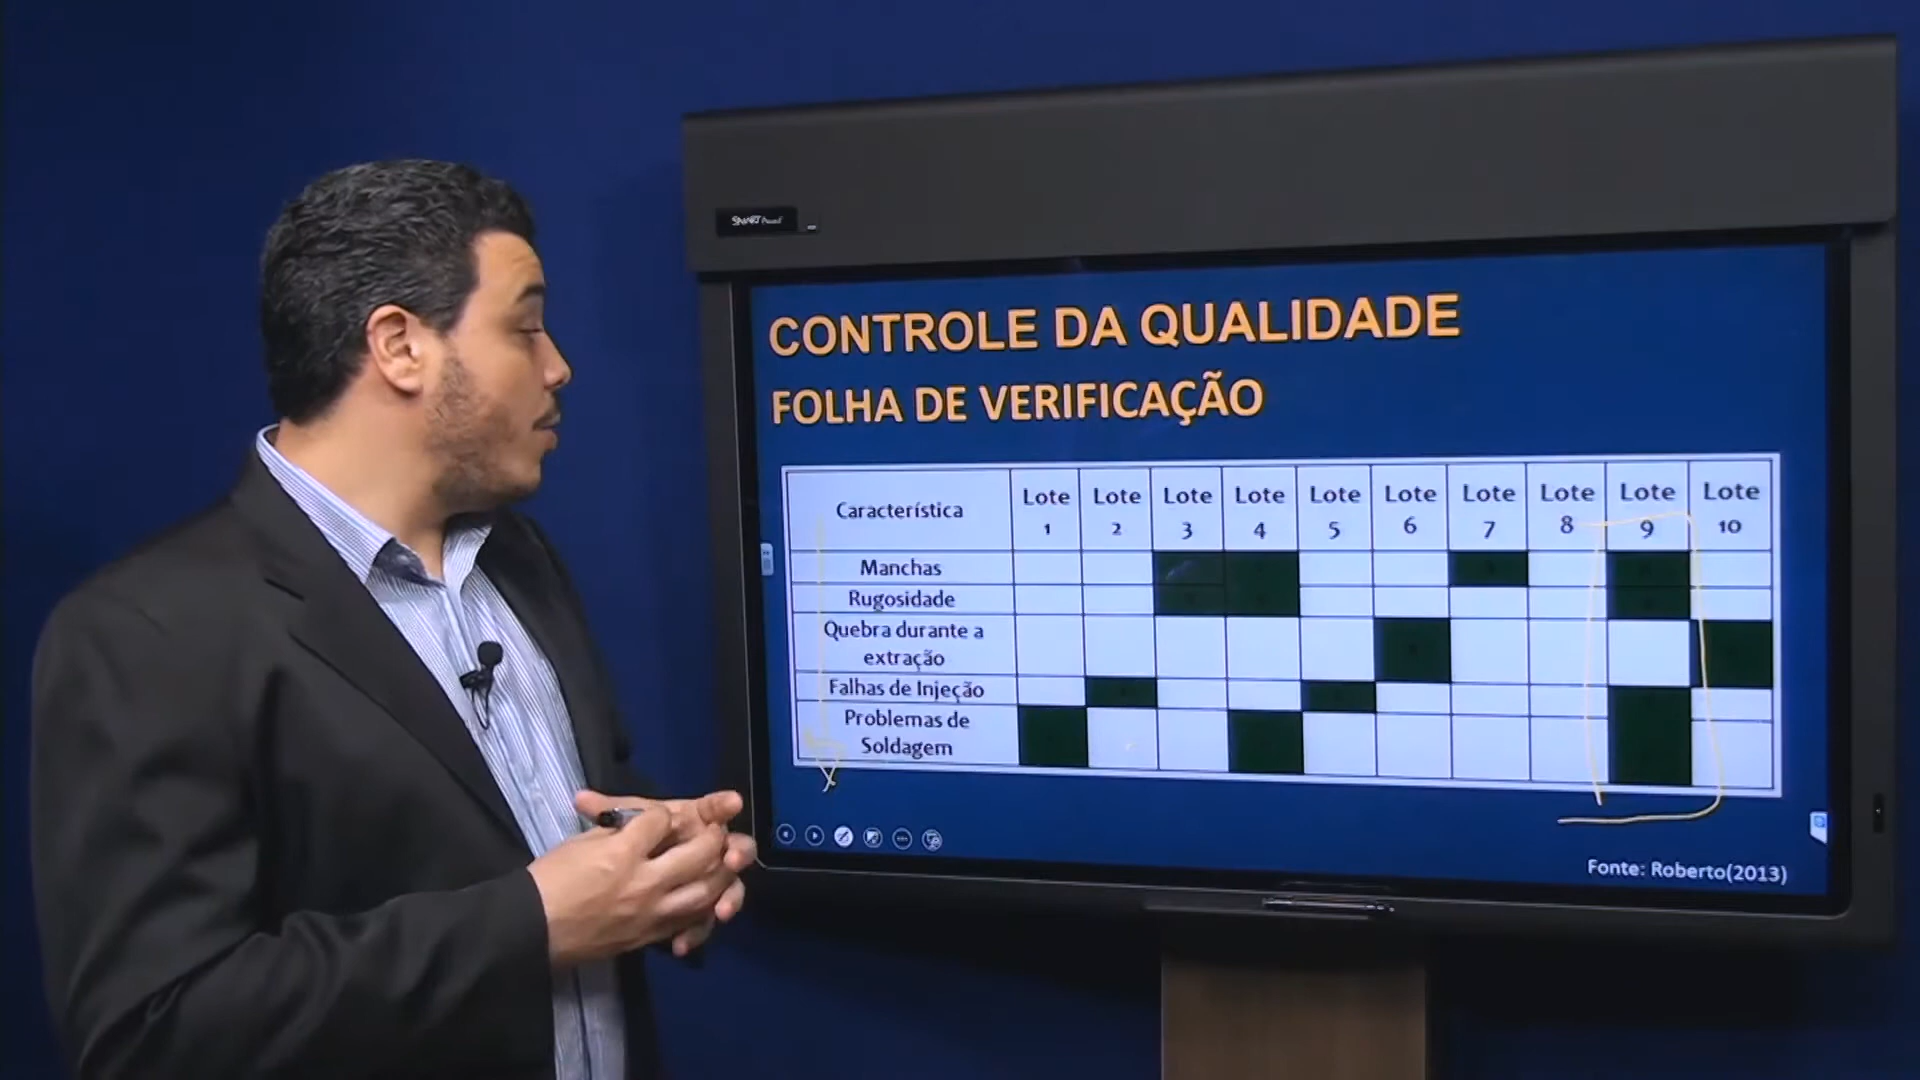 SMART
CONTROLE DA QUALIDADE
FOLHA DE VERIFICAÇÃO
Característica
Lote 1
Lote 2
Lote 3
Lote 4
Lote 5
Lote 6
Lote 7
Lote 8
Lote 9
Lote 10
Manchas
Rugosidade
Quebra durante a
extração
Falhas de Injeção
Problemas de
Soldagem
Fonte: Roberto(2013)